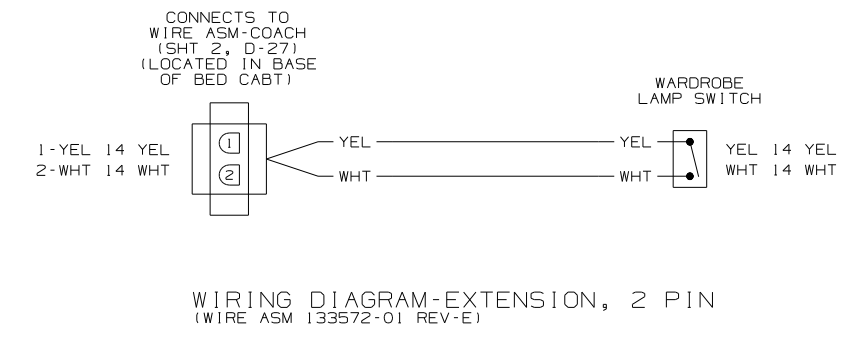 CONNECTS TO
WIRE ASM-COACH
(SHT 2, D-27)
(LOCATED IN BASE
OF BED CABT)
WARDROBE
LAMP SWITCH
1-YEL 14 YEL
2-WHT 14 WHT
1
2
YEL
WHT
YEL
WHT
YEL 14 YEL
WHT 14 WHT
WIRING DIAGRAM-EXTENSION, 2 PIN
(WIRE ASM 133572-01 REV-E)